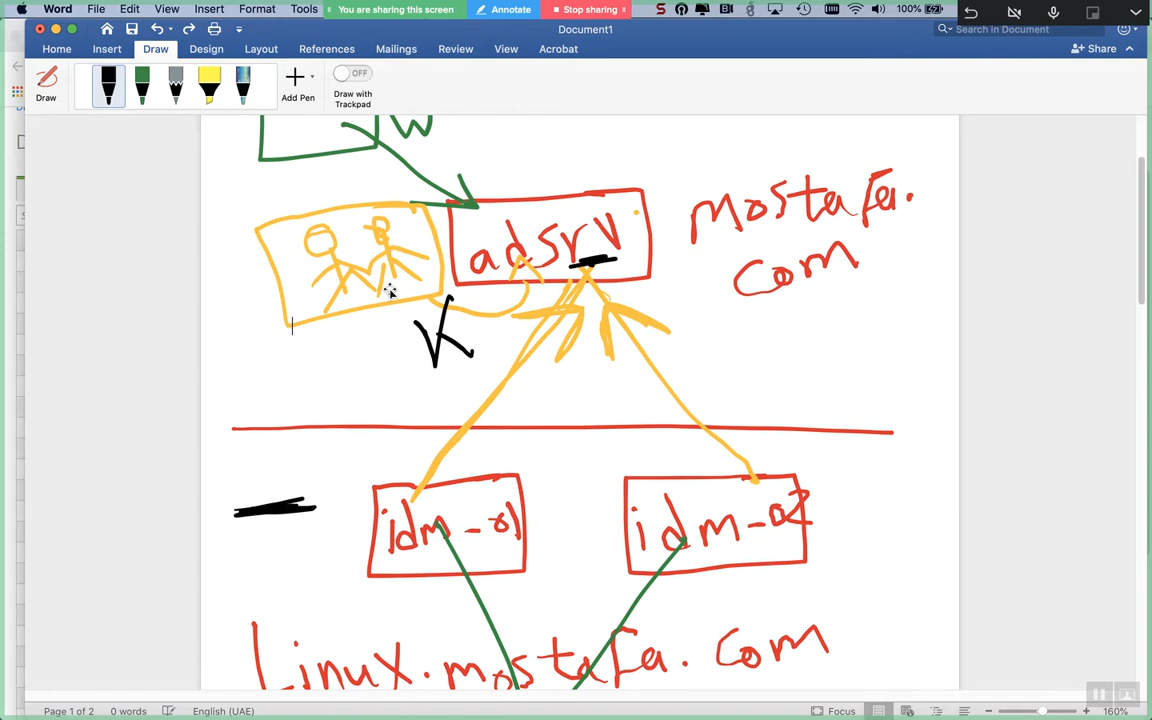 Word File Edit View Insert Format Tools You are sharing this screen Annotate Stop sharing 100%
Document1 Search in Document
Home Insert Draw Design Layout References Mailings Review View Acrobat Share
OFF
Draw Add Pen Draw with
Trackpad
W
adsrv mostafa.
com
K
idm-01 idm-02
Linux.mostafa.com
Page 1 of 2 0 words English (UAE) Focus 160%